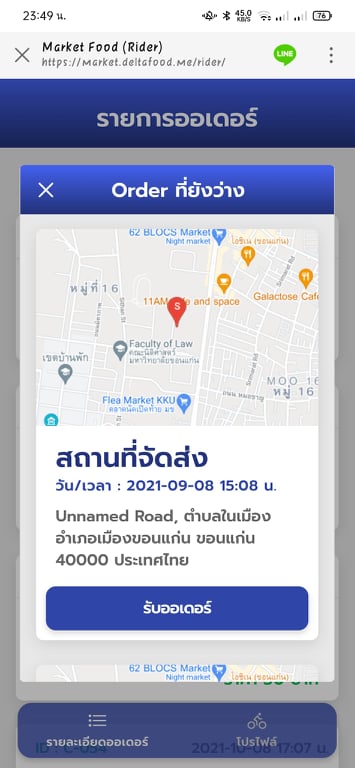 23:49 น.
45.0 KB/S
76
Market Food (Rider)
https://market.deltafood.me/rider/
LINE
รายการออเดอร์
Order ที่ยังว่าง
62 BLOCS Market
Night market
โอชิเน (ขอนแก่น)
หมู่ที่ 16
11AM
e and space
Galactose Cafe
S
Faculty of Law
คณะนิติศาสตร์
มหาวิทยาลัยขอนแก่น
เขตบ้านพัก
MOO 16
หมู่ 16
Flea Market KKU
ตลาดนัดเปิดท้าย มข
สถานที่จัดส่ง
วัน/เวลา : 2021-09-08 15:08 น.
Unnamed Road, ตำบลในเมือง
อำเภอเมืองขอนแก่น ขอนแก่น
40000 ประเทศไทย
รับออเดอร์
62 BLOCS Market
Night market
โอชิเน (ขอนแก่น)
รายละเอียดออเดอร์
โปรไฟล์
2021-10-08 17:07 น.